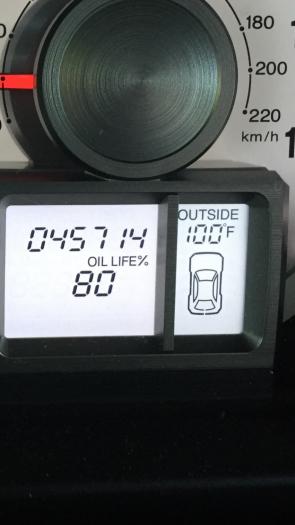 180
200
220
km/h
OUTSIDE
100°F
045714
OIL LIFE%
80